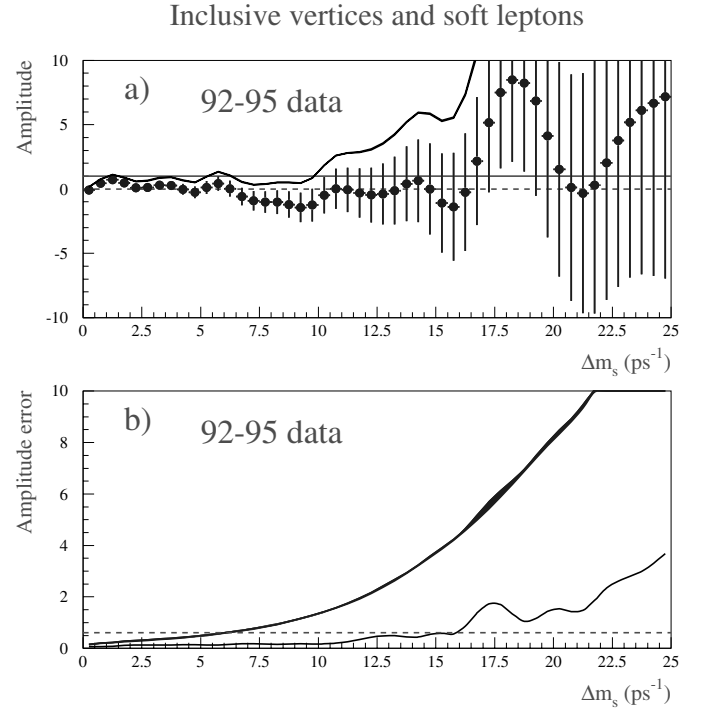 Inclusive vertices and soft leptons
Amplitude
10
5
0
-5
-10
a)
92-95 data
0 2.5 5 7.5 10 12.5 15 17.5 20 22.5 25
Δmₛ (ps⁻¹)
Amplitude error
10
8
6
4
2
0
b)
92-95 data
0 2.5 5 7.5 10 12.5 15 17.5 20 22.5 25
Δmₛ (ps⁻¹)